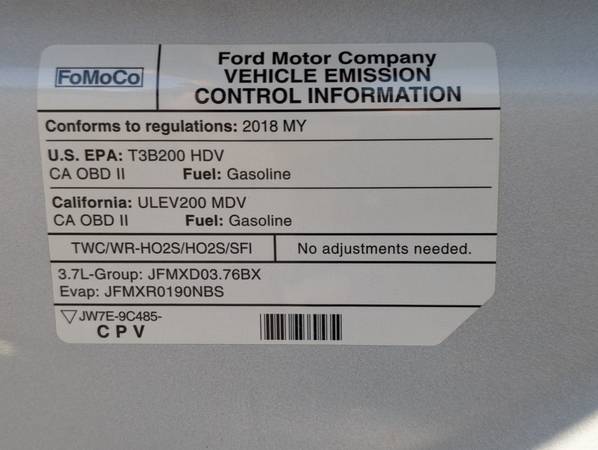 FoMoCo
Ford Motor Company
VEHICLE EMISSION
CONTROL INFORMATION
Conforms to regulations: 2018 MY
U.S. EPA: T3B200 HDV
CA OBD II Fuel: Gasoline
California: ULEV200 MDV
CA OBD II Fuel: Gasoline
TWC/WR-HO2S/HO2S/SFI No adjustments needed.
3.7L-Group: JFMXD03.76BX
Evap: JFMXR0190NBS
JW7E-9C485-
C P V